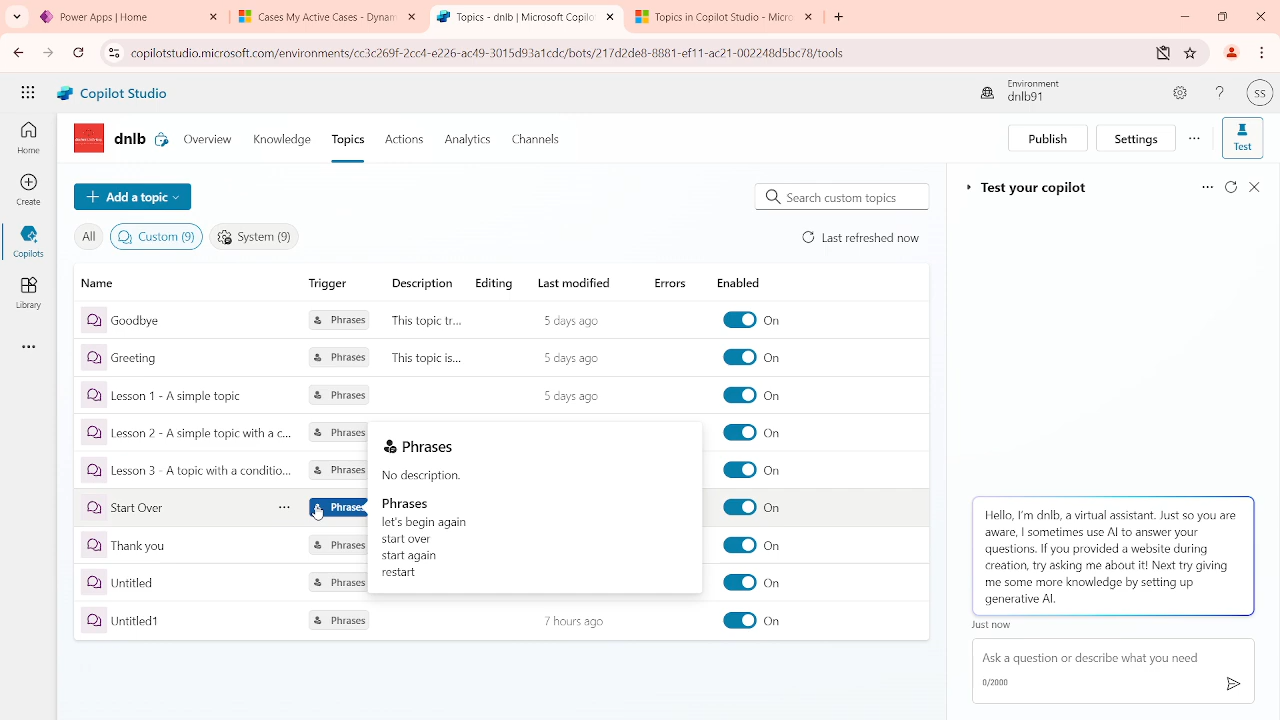 Power Apps | Home
Cases My Active Cases - Dynam
Topics - dnlb | Microsoft Copilo
Topics in Copilot Studio - Micro
copilotstudio.microsoft.com/environments/cc3c269f-2cc4-e226-ac49-3015d93a1cdc/bots/217d2de8-8881-ef11-ac21-002248d5bc78/tools
Copilot Studio
Environment
dnlb91
SS
Home
Create
Copilots
Library
dnlb
Overview
Knowledge
Topics
Actions
Analytics
Channels
Publish
Settings
Test
Add a topic
Search custom topics
All
Custom (9)
System (9)
Last refreshed now
Name
Trigger
Description
Editing
Last modified
Errors
Enabled
Goodbye
Phrases
This topic tr...
5 days ago
On
Greeting
Phrases
This topic is...
5 days ago
On
Lesson 1 - A simple topic
Phrases
5 days ago
On
Lesson 2 - A simple topic with a c...
Phrases
On
Lesson 3 - A topic with a conditio...
Phrases
On
Start Over
Phrases
On
Thank you
Phrases
On
Untitled
Phrases
On
Untitled1
Phrases
7 hours ago
On
Phrases
No description.
Phrases
let's begin again
start over
start again
restart
Test your copilot
Hello, I'm dnlb, a virtual assistant. Just so you are
aware, I sometimes use AI to answer your
questions. If you provided a website during
creation, try asking me about it! Next try giving
me some more knowledge by setting up
generative AI.
Just now
Ask a question or describe what you need
0/2000